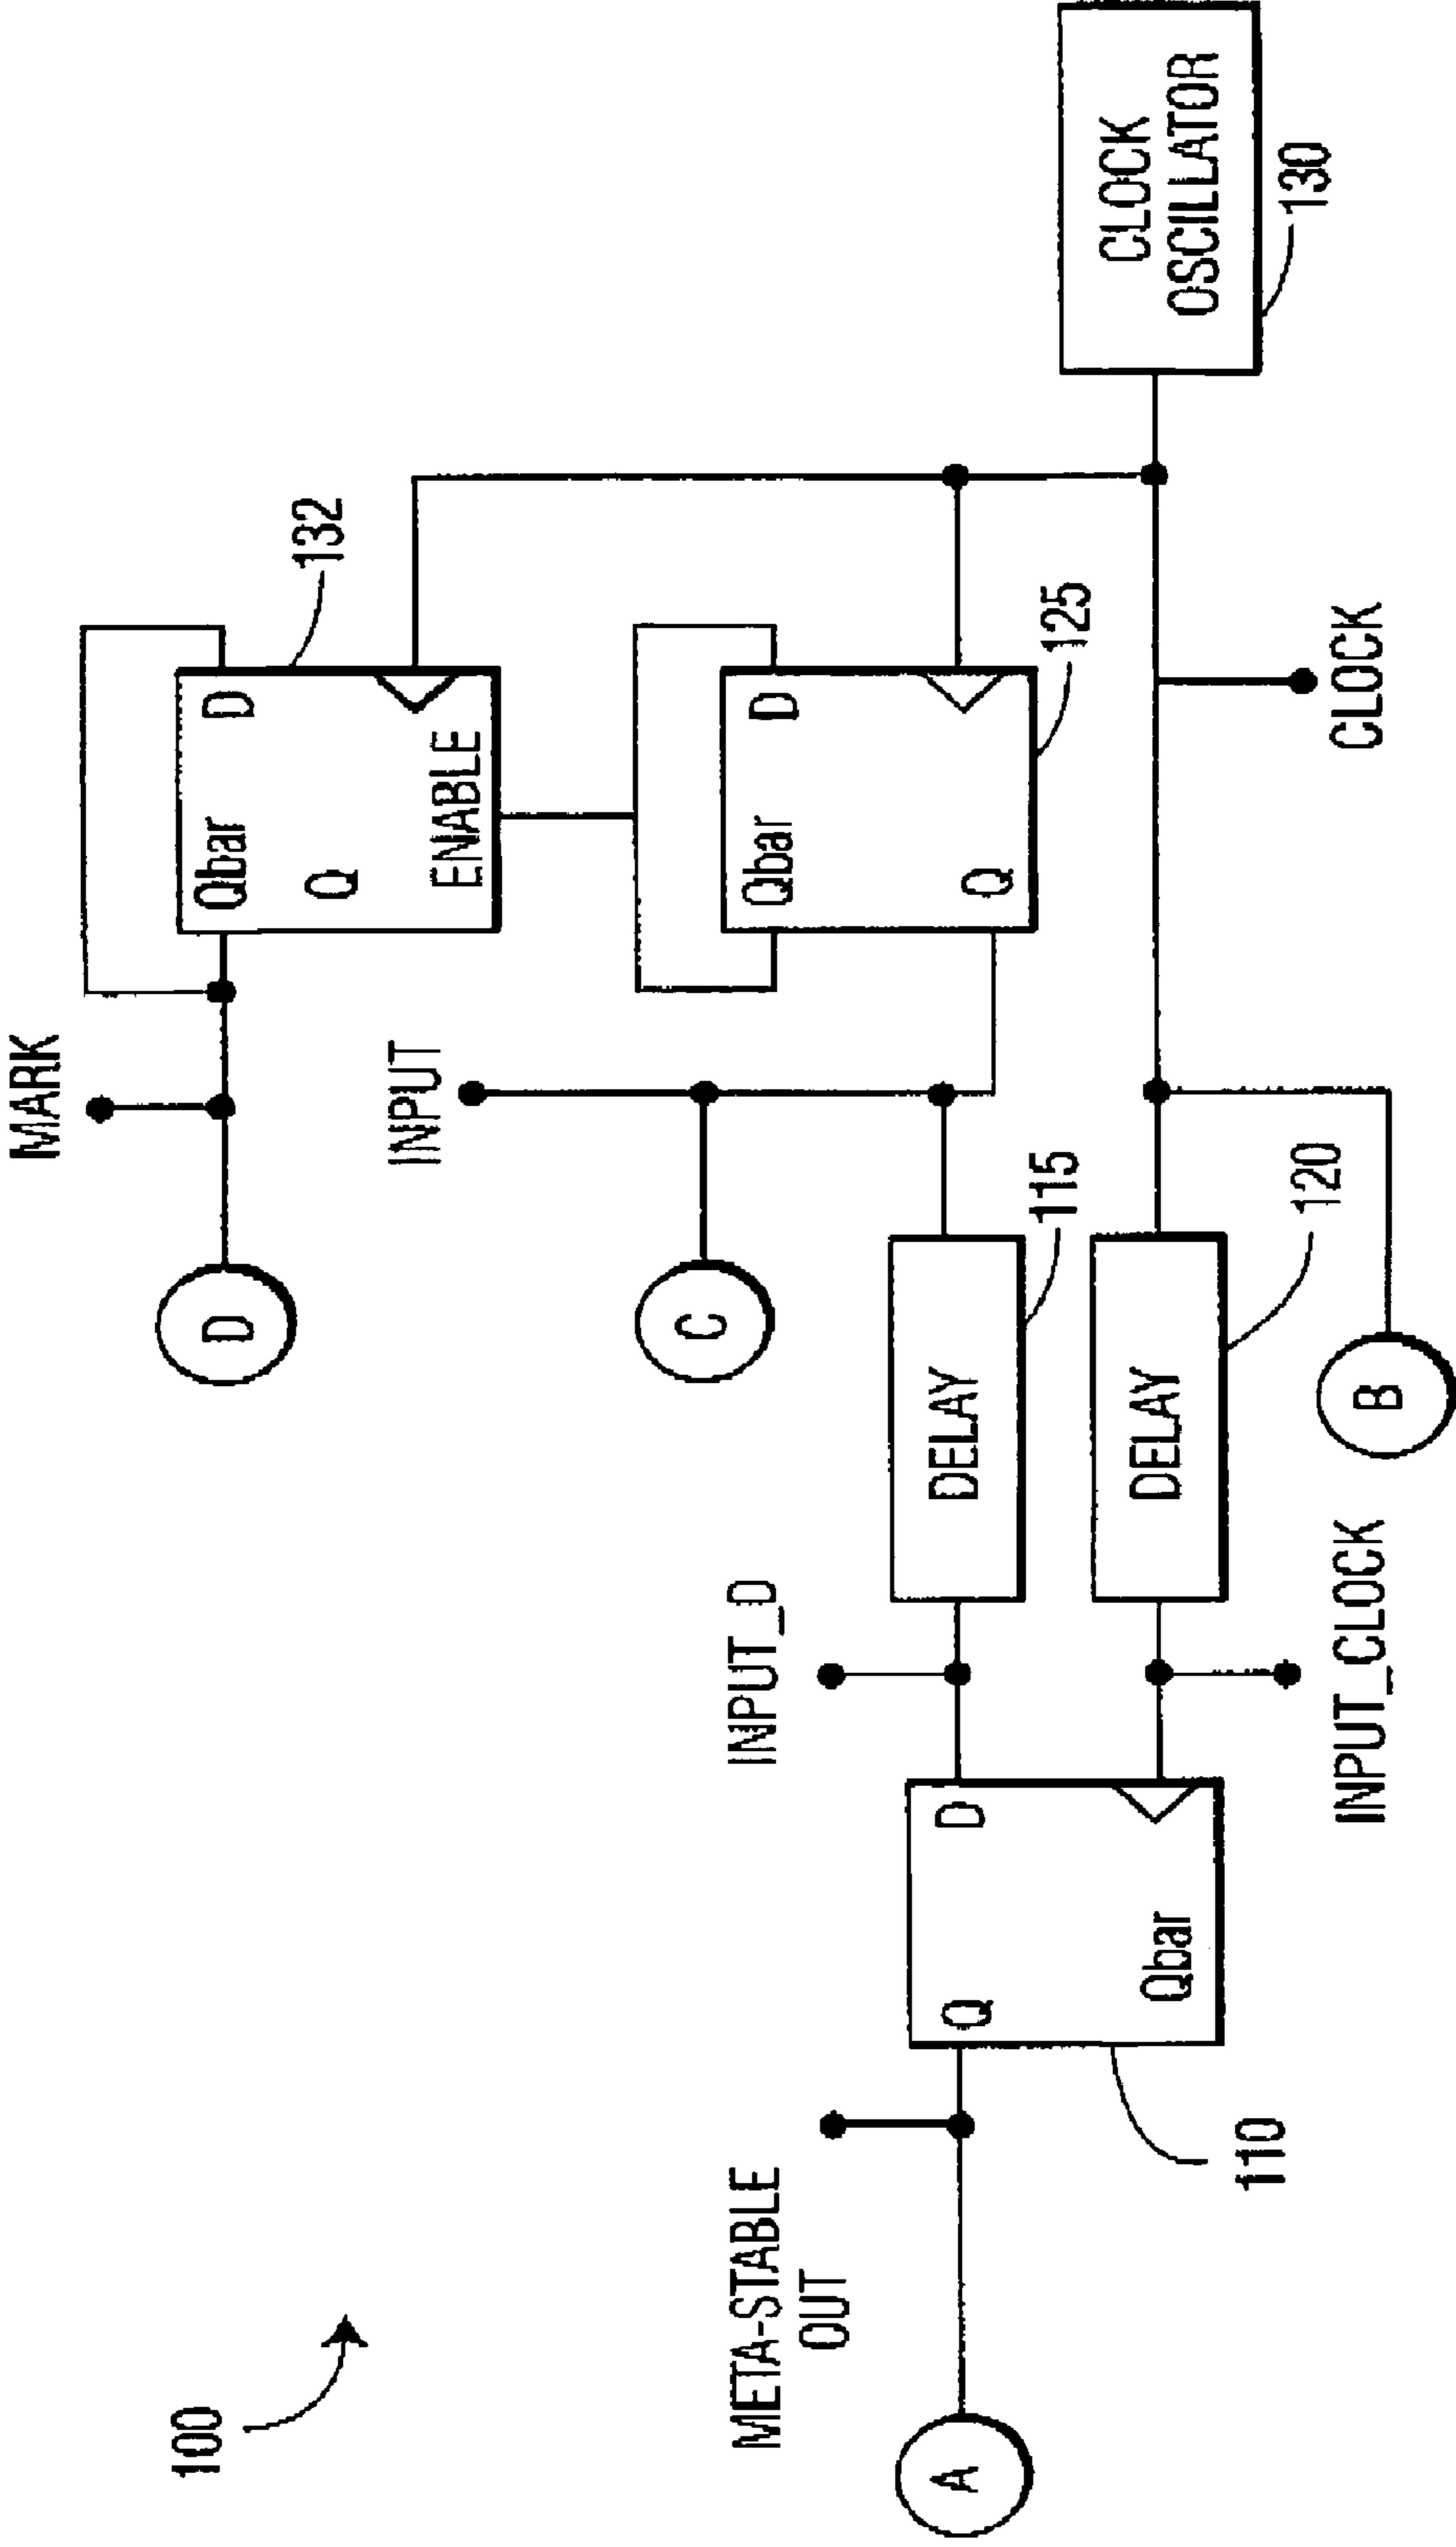 100
MARK
D
Qbar
D
Q
ENABLE
132
INPUT
C
Qbar
D
Q
125
META-STABLE
OUT
A
Q
D
Qbar
110
INPUT_D
DELAY
115
DELAY
120
INPUT_CLOCK
B
CLOCK
CLOCK
OSCILLATOR
130